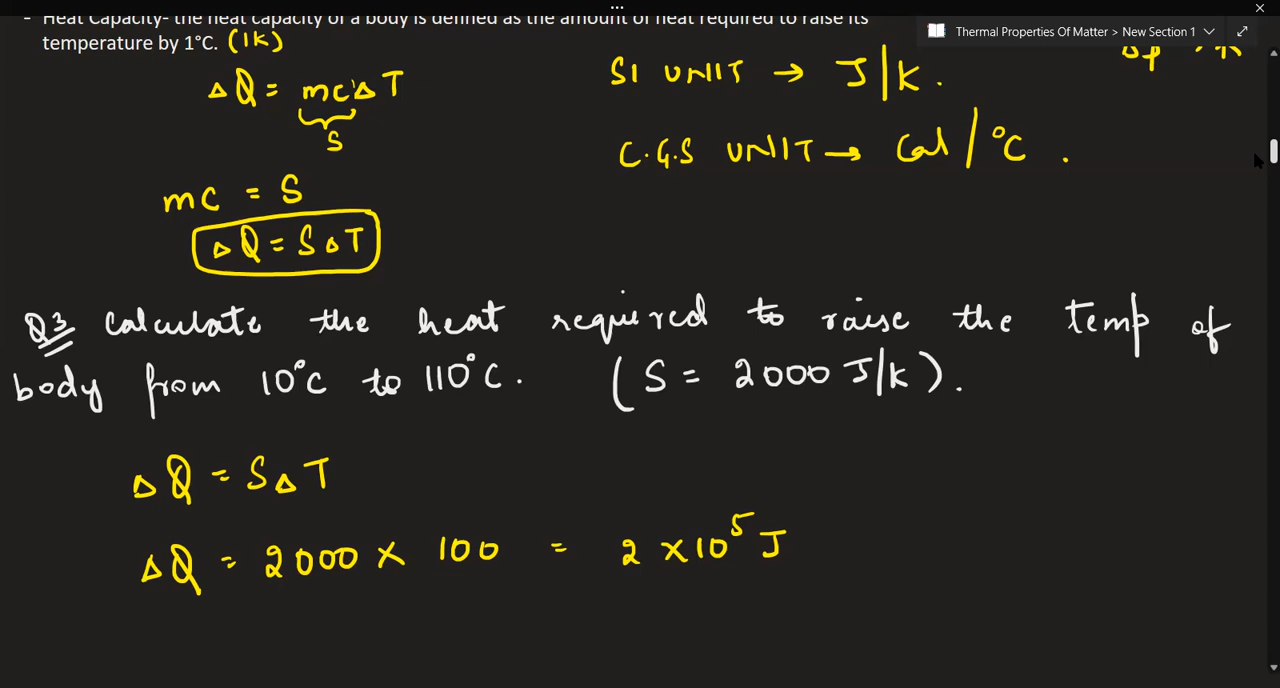 - Heat Capacity- the heat capacity of a body is defined as the amount of heat required to raise its
temperature by 1°C. (1K)
Thermal Properties Of Matter > New Section 1
ΔQ = mcΔT
S
SI UNIT → J/K.
C.G.S UNIT → Cal/°C.
mc = S
ΔQ = SΔT
Q3 Calculate the heat required to raise the temp of
body from 10°C to 110°C. (S = 2000 J/K).
ΔQ = SΔT
ΔQ = 2000 × 100 = 2 × 10⁵ J